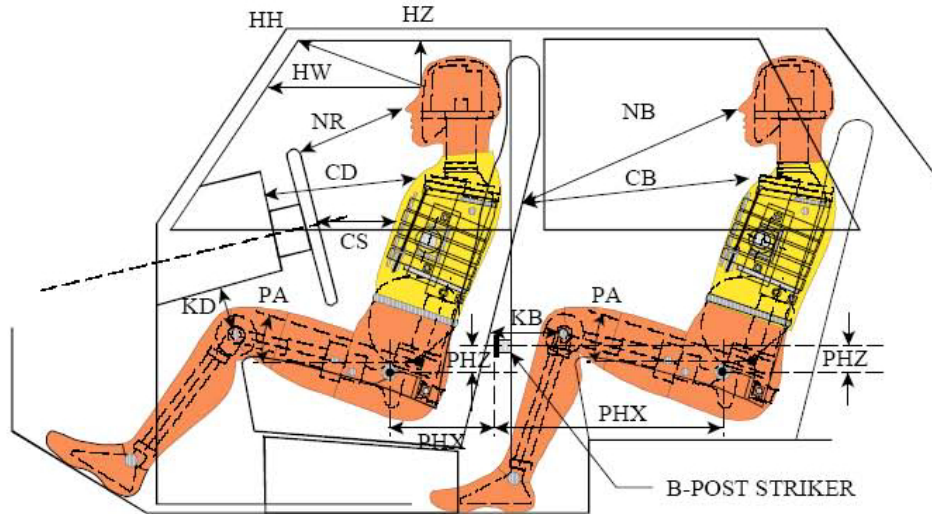 HH
HZ
HW
NR
NB
CD
CB
CS
KD
PA
KB
PA
PHZ
PHZ
PHX
PHX
B-POST STRIKER